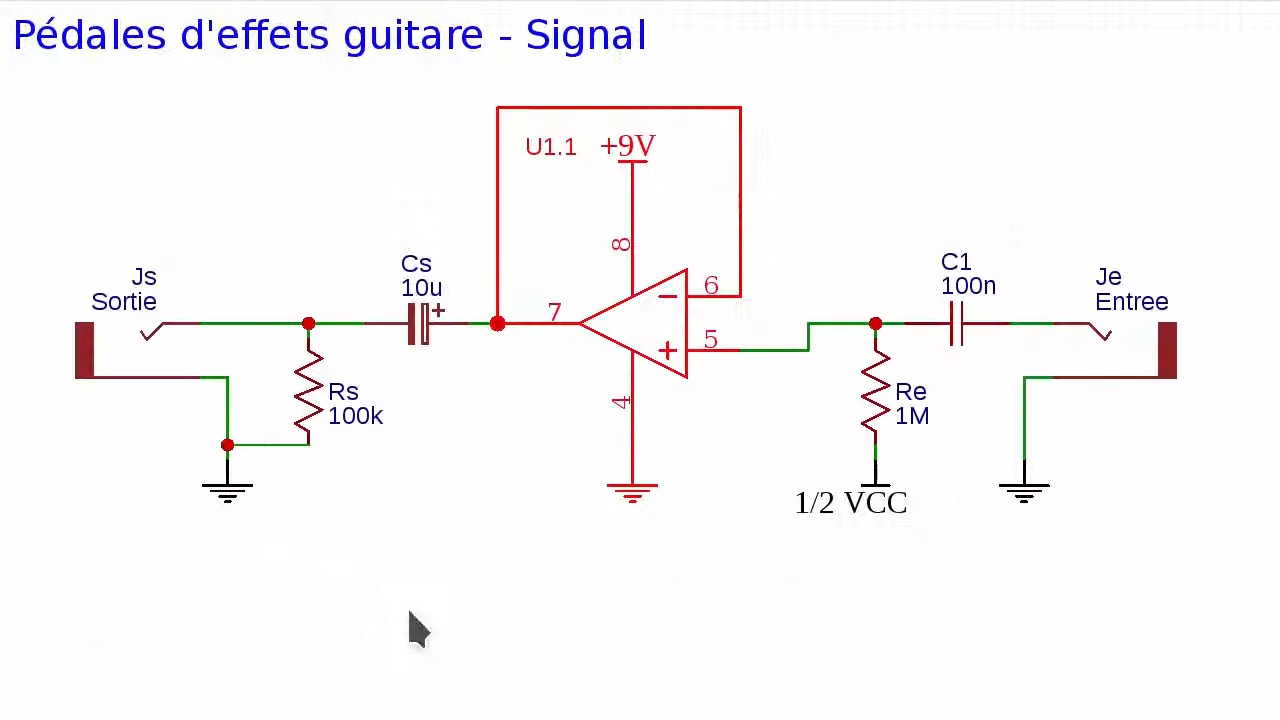 Pédales d'effets guitare - Signal
U1.1 +9V
8
Js
Sortie
Cs
10u
+
7
6
5
-
+
C1
100n
Je
Entree
4
Rs
100k
Re
1M
1/2 VCC